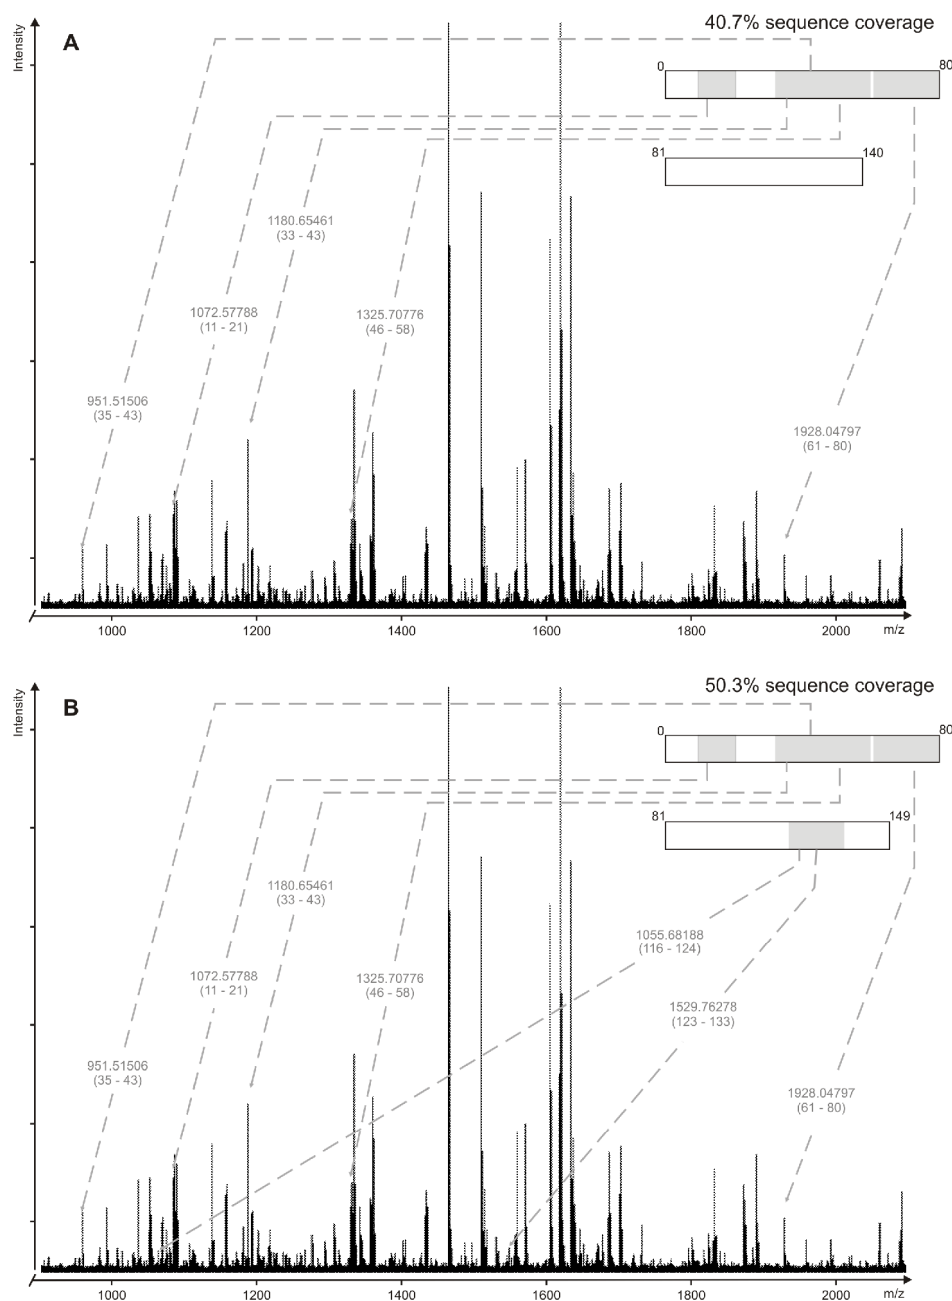 40.7% sequence coverage
A
Intensity
0
80
81
140
1180.65461
(33 - 43)
1072.57788
(11 - 21)
1325.70776
(46 - 58)
951.51506
(35 - 43)
1928.04797
(61 - 80)
1000
1200
1400
1600
1800
2000
m/z
50.3% sequence coverage
B
Intensity
0
80
81
149
1180.65461
(33 - 43)
1055.68188
(116 - 124)
1072.57788
(11 - 21)
1325.70776
(46 - 58)
1529.76278
(123 - 133)
951.51506
(35 - 43)
1928.04797
(61 - 80)
1000
1200
1400
1600
1800
2000
m/z